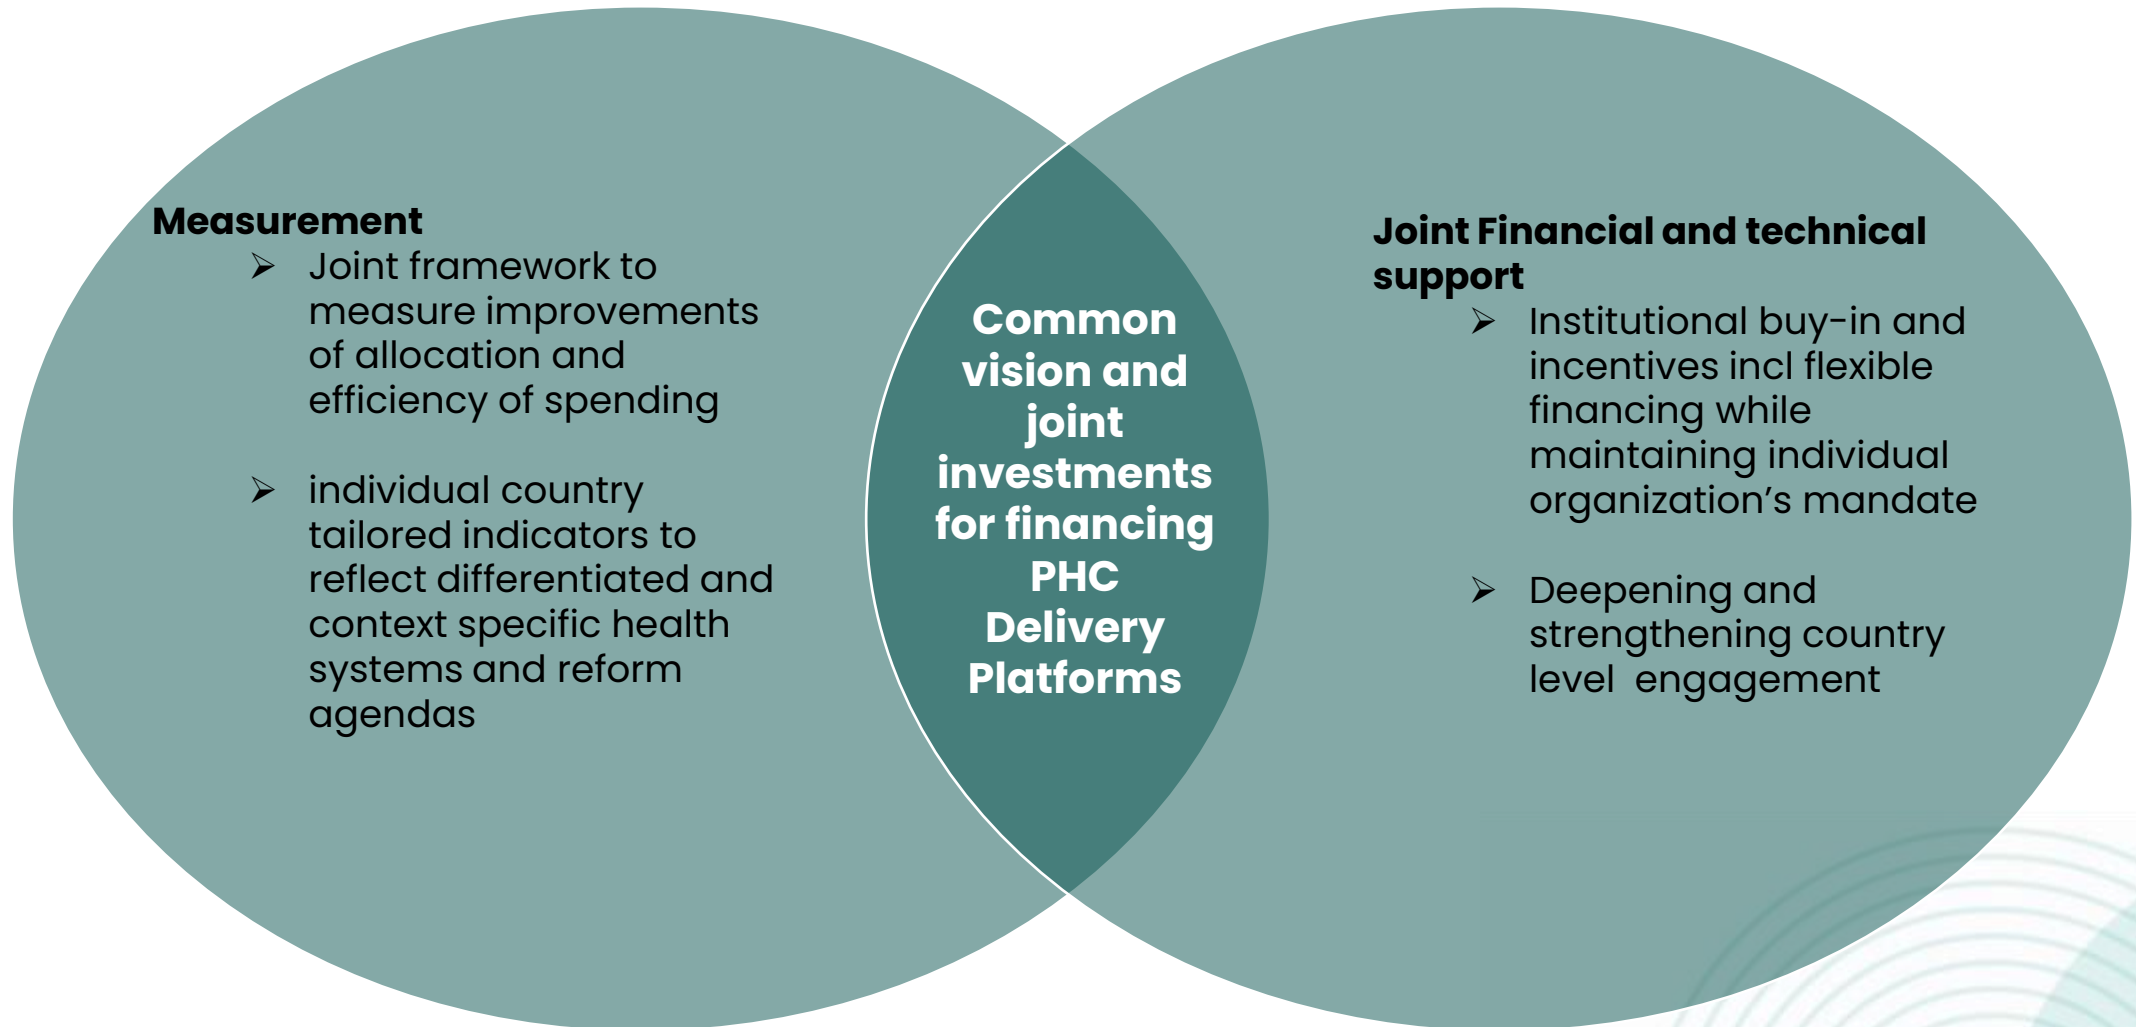 Measurement
➢ Joint framework to
measure improvements
of allocation and
efficiency of spending
➢ individual country
tailored indicators to
reflect differentiated and
context specific health
systems and reform
agendas
Common
vision and
joint
investments
for financing
PHC
Delivery
Platforms
Joint Financial and technical
support
➢ Institutional buy-in and
incentives incl flexible
financing while
maintaining individual
organization’s mandate
➢ Deepening and
strengthening country
level engagement